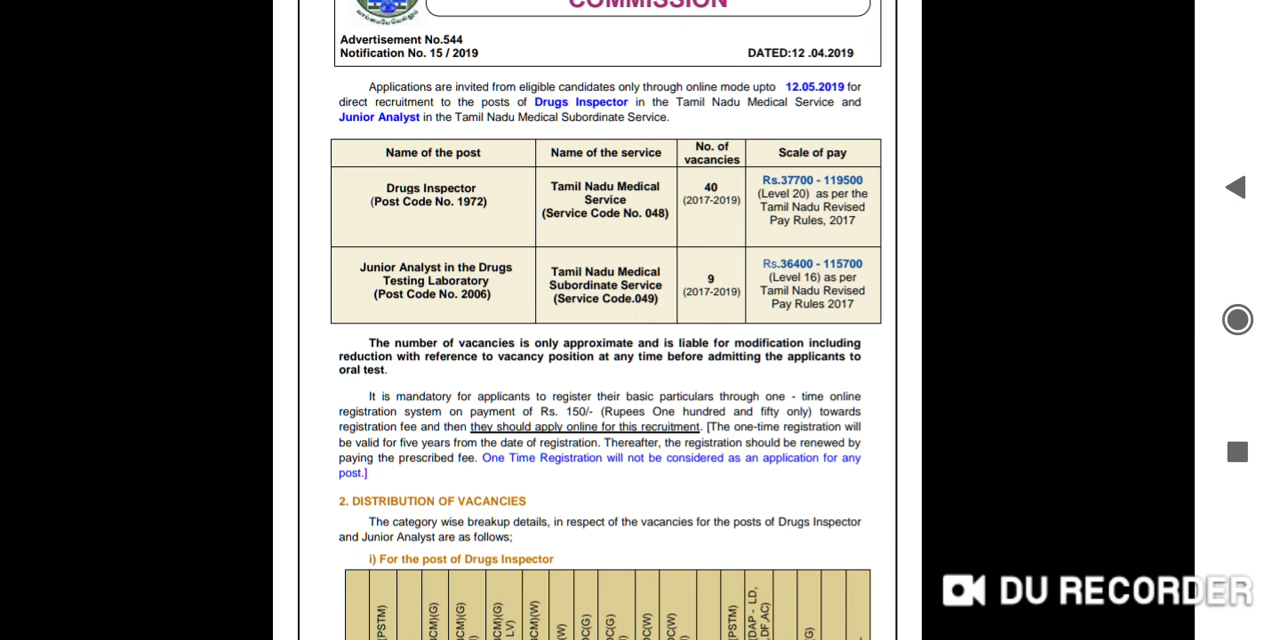 COMMISSION
வாய்மையே வெல்லும்
Advertisement No.544
Notification No. 15 / 2019
DATED:12 .04.2019
Applications are invited from eligible candidates only through online mode upto 12.05.2019 for
direct recruitment to the posts of Drugs Inspector in the Tamil Nadu Medical Service and
Junior Analyst in the Tamil Nadu Medical Subordinate Service.
Name of the post
Name of the service
No. of
vacancies
Scale of pay
Drugs Inspector
(Post Code No. 1972)
Tamil Nadu Medical
Service
(Service Code No. 048)
40
(2017-2019)
Rs.37700 - 119500
(Level 20) as per the
Tamil Nadu Revised
Pay Rules, 2017
Junior Analyst in the Drugs
Testing Laboratory
(Post Code No. 2006)
Tamil Nadu Medical
Subordinate Service
(Service Code.049)
9
(2017-2019)
Rs.36400 - 115700
(Level 16) as per
Tamil Nadu Revised
Pay Rules 2017
The number of vacancies is only approximate and is liable for modification including
reduction with reference to vacancy position at any time before admitting the applicants to
oral test.
It is mandatory for applicants to register their basic particulars through one - time online
registration system on payment of Rs. 150/- (Rupees One hundred and fifty only) towards
registration fee and then they should apply online for this recruitment. [The one-time registration will
be valid for five years from the date of registration. Thereafter, the registration should be renewed by
paying the prescribed fee. One Time Registration will not be considered as an application for any
post.]
2. DISTRIBUTION OF VACANCIES
The category wise breakup details, in respect of the vacancies for the posts of Drugs Inspector
and Junior Analyst are as follows;
i) For the post of Drugs Inspector
(PSTM)
LV)
(W)
(PSTM)
(DAP - LD,
DF,AC)
DU RECORDER